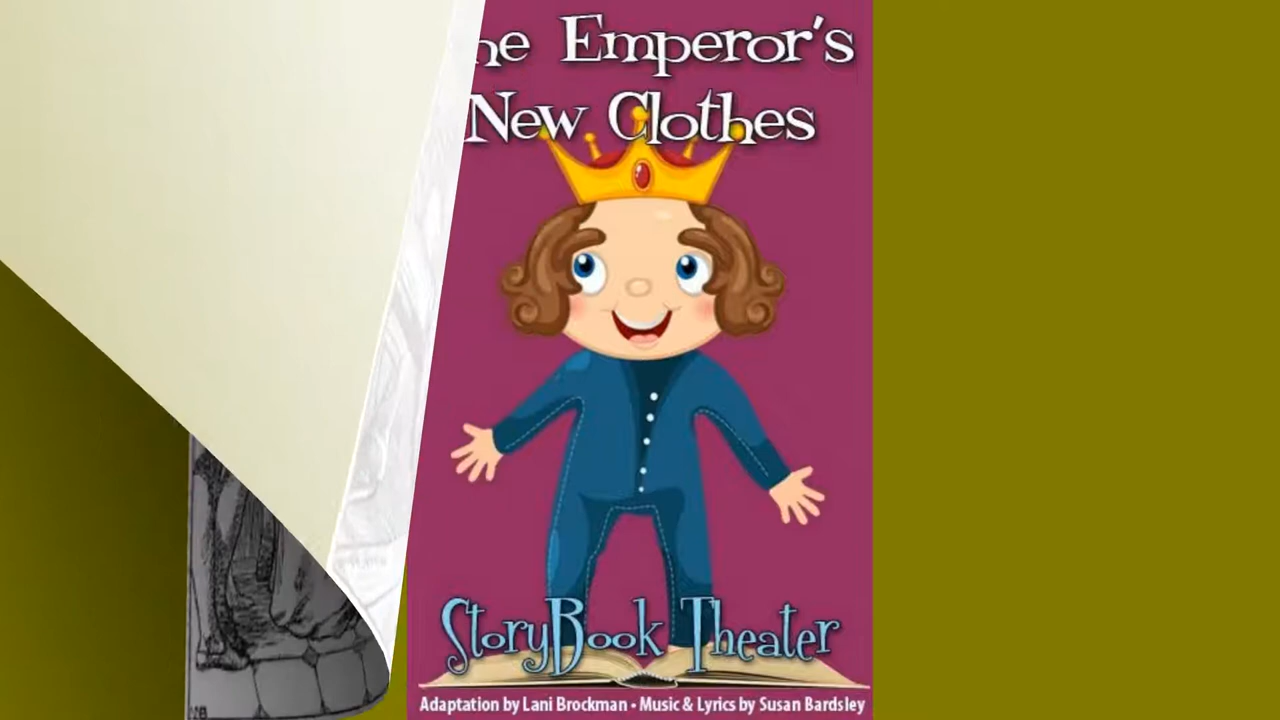 he Emperor's
New Clothes
StoryBook Theater
Adaptation by Lani Brockman • Music & Lyrics by Susan Bardsley